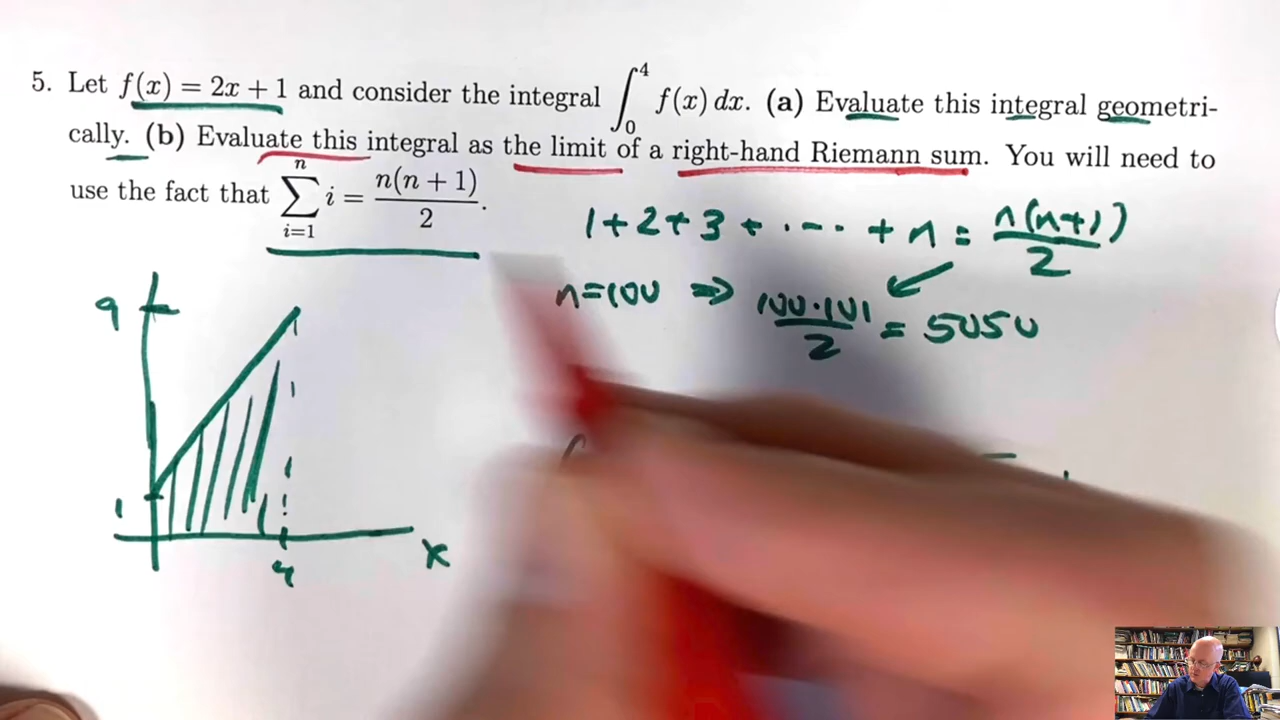 5. Let f(x) = 2x + 1 and consider the integral ∫₀⁴ f(x) dx. (a) Evaluate this integral geometri-
cally. (b) Evaluate this integral as the limit of a right-hand Riemann sum. You will need to
use the fact that ∑_{i=1}^{n} i = n(n + 1)/2.
1+2+3+····+n = n(n+1)/2
n=100 ⇒ 100·101/2 = 5050
9
1
4
x